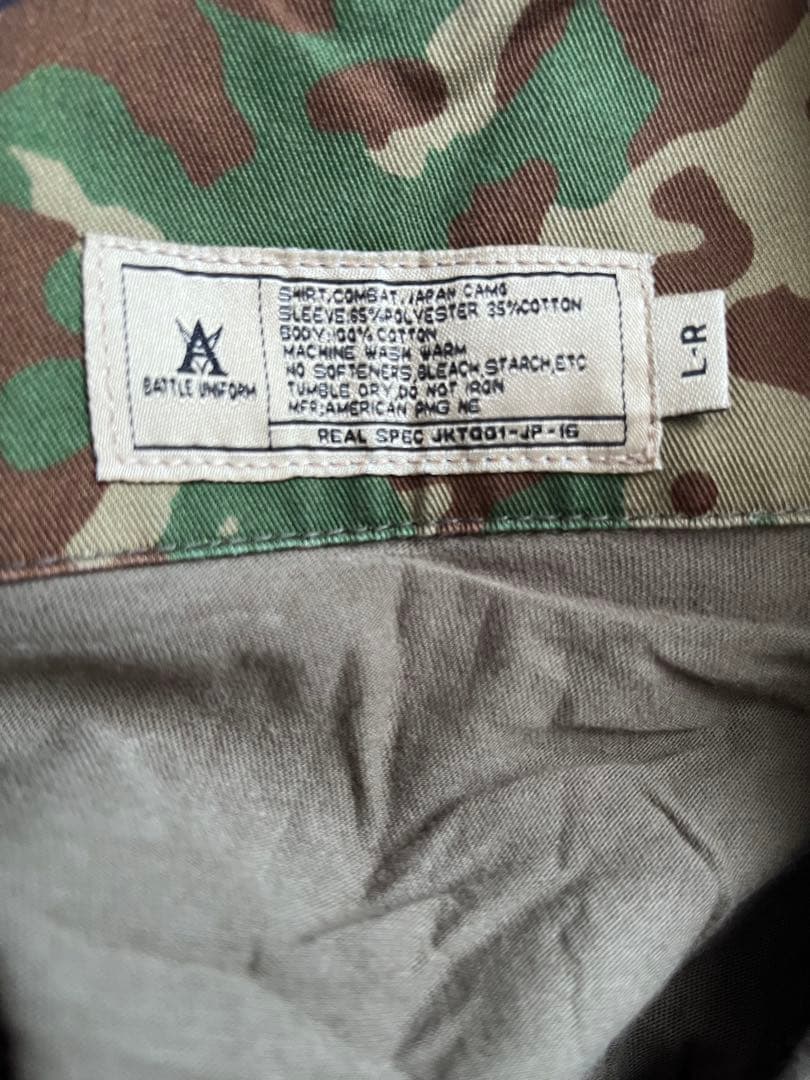 A
BATTLE UNIFORM
SHIRT,COMBAT,JAPAN CAMO
SLEEVE:65%POLYESTER 35%COTTON
BODY:100% COTTON
MACHINE WASH WARM
NO SOFTENERS,BLEACH,STARCH,ETC
TUMBLE DRY,DO NOT IRON
MFR;AMERICAN PMG NE
REAL SPEC JKT001-JP-16
L-R